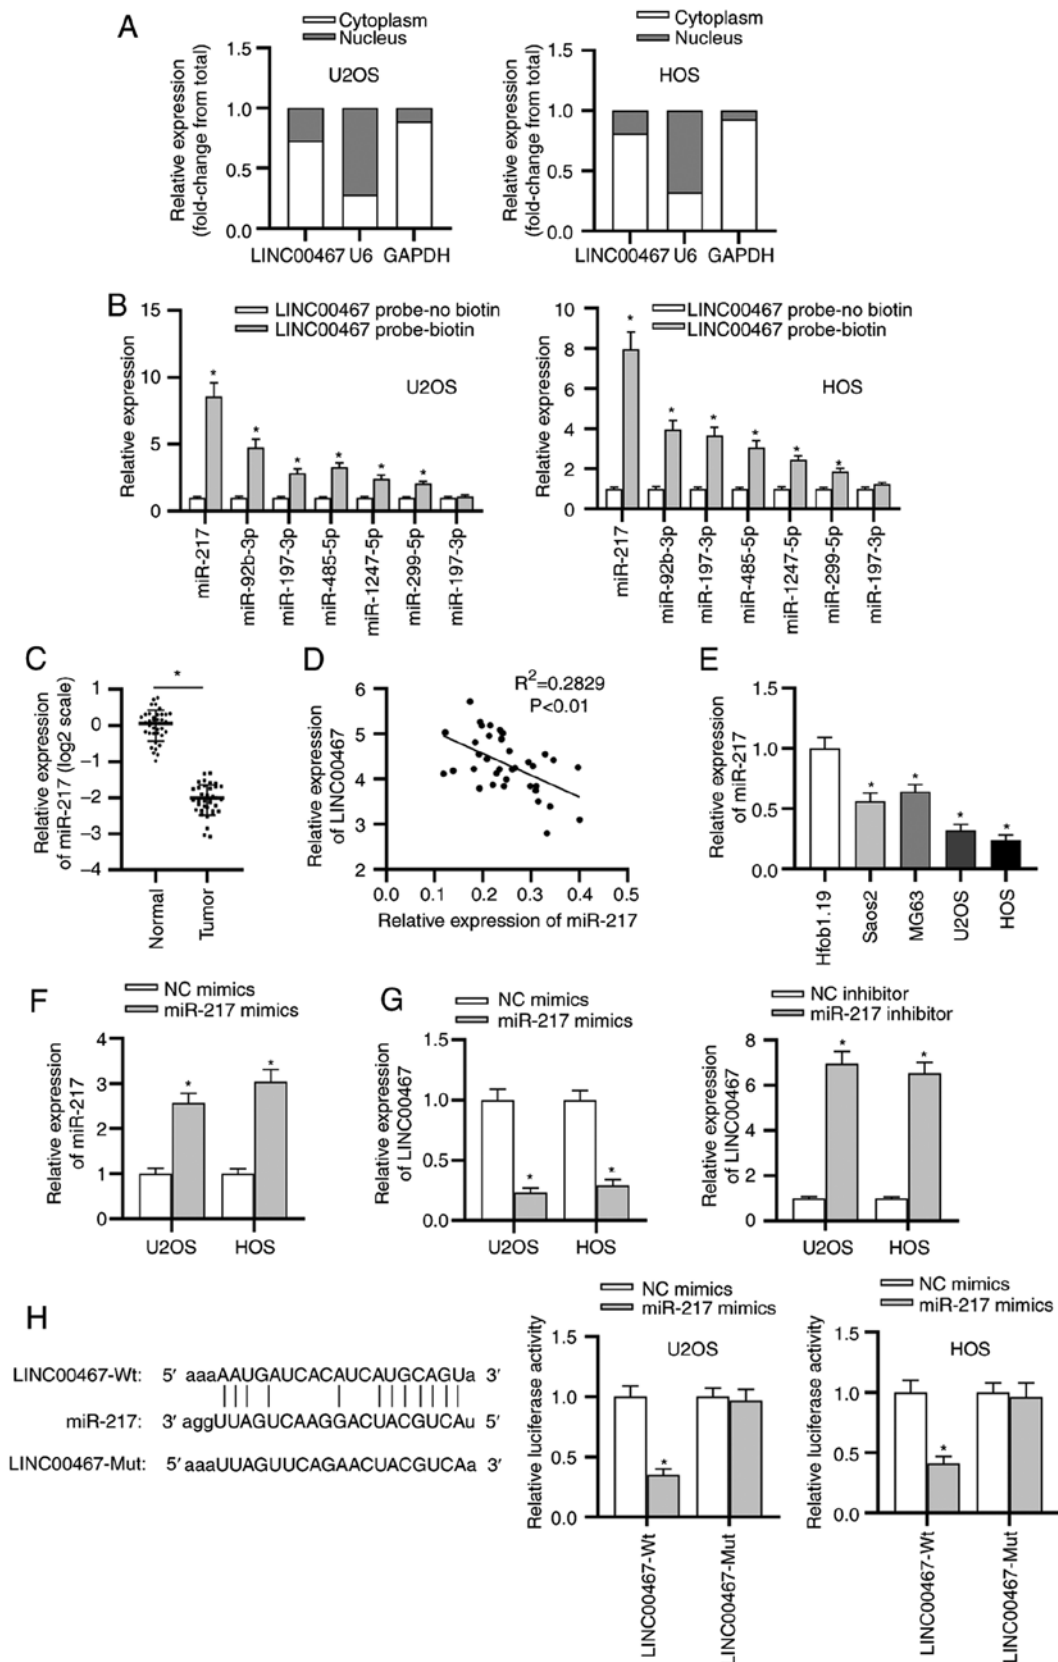 A
Cytoplasm
Nucleus
U2OS
Relative expression
(fold-change from total)
1.5
1.0
0.5
0.0
LINC00467 U6 GAPDH
Cytoplasm
Nucleus
HOS
Relative expression
(fold-change from total)
1.5
1.0
0.5
0.0
LINC00467 U6 GAPDH
B
LINC00467 probe-no biotin
LINC00467 probe-biotin
U2OS
Relative expression
15
10
5
0
* * * * * *
miR-217
miR-92b-3p
miR-197-3p
miR-485-5p
miR-1247-5p
miR-299-5p
miR-197-3p
LINC00467 probe-no biotin
LINC00467 probe-biotin
HOS
Relative expression
10
8
6
4
2
0
* * * * * *
miR-217
miR-92b-3p
miR-197-3p
miR-485-5p
miR-1247-5p
miR-299-5p
miR-197-3p
C
Relative expression
of miR-217 (log2 scale)
1
0
−1
−2
−3
−4
*
Normal
Tumor
D
R²=0.2829
P<0.01
Relative expression
of LINC00467
6
5
4
3
2
0.0 0.1 0.2 0.3 0.4 0.5
Relative expression of miR-217
E
Relative expression
of miR-217
1.5
1.0
0.5
0.0
* * * *
Hfob1.19
Saos2
MG63
U2OS
HOS
F
NC mimics
miR-217 mimics
Relative expression
of miR-217
4
3
2
1
0
* *
U2OS HOS
G
NC mimics
miR-217 mimics
Relative expression
of LINC00467
1.5
1.0
0.5
0.0
* *
U2OS HOS
NC inhibitor
miR-217 inhibitor
Relative expression
of LINC00467
8
6
4
2
0
* *
U2OS HOS
H
LINC00467-Wt: 5′ aaaAAUGAUCACAUCAUGCAGUa 3′
miR-217: 3′ aggUUAGUCAAGGACUACGUCAu 5′
LINC00467-Mut: 5′ aaaUUAGUUCAGAACUACGUCAa 3′
NC mimics
miR-217 mimics
U2OS
Relative luciferase activity
1.5
1.0
0.5
0.0
*
LINC00467-Wt
LINC00467-Mut
NC mimics
miR-217 mimics
HOS
Relative luciferase activity
1.5
1.0
0.5
0.0
*
LINC00467-Wt
LINC00467-Mut